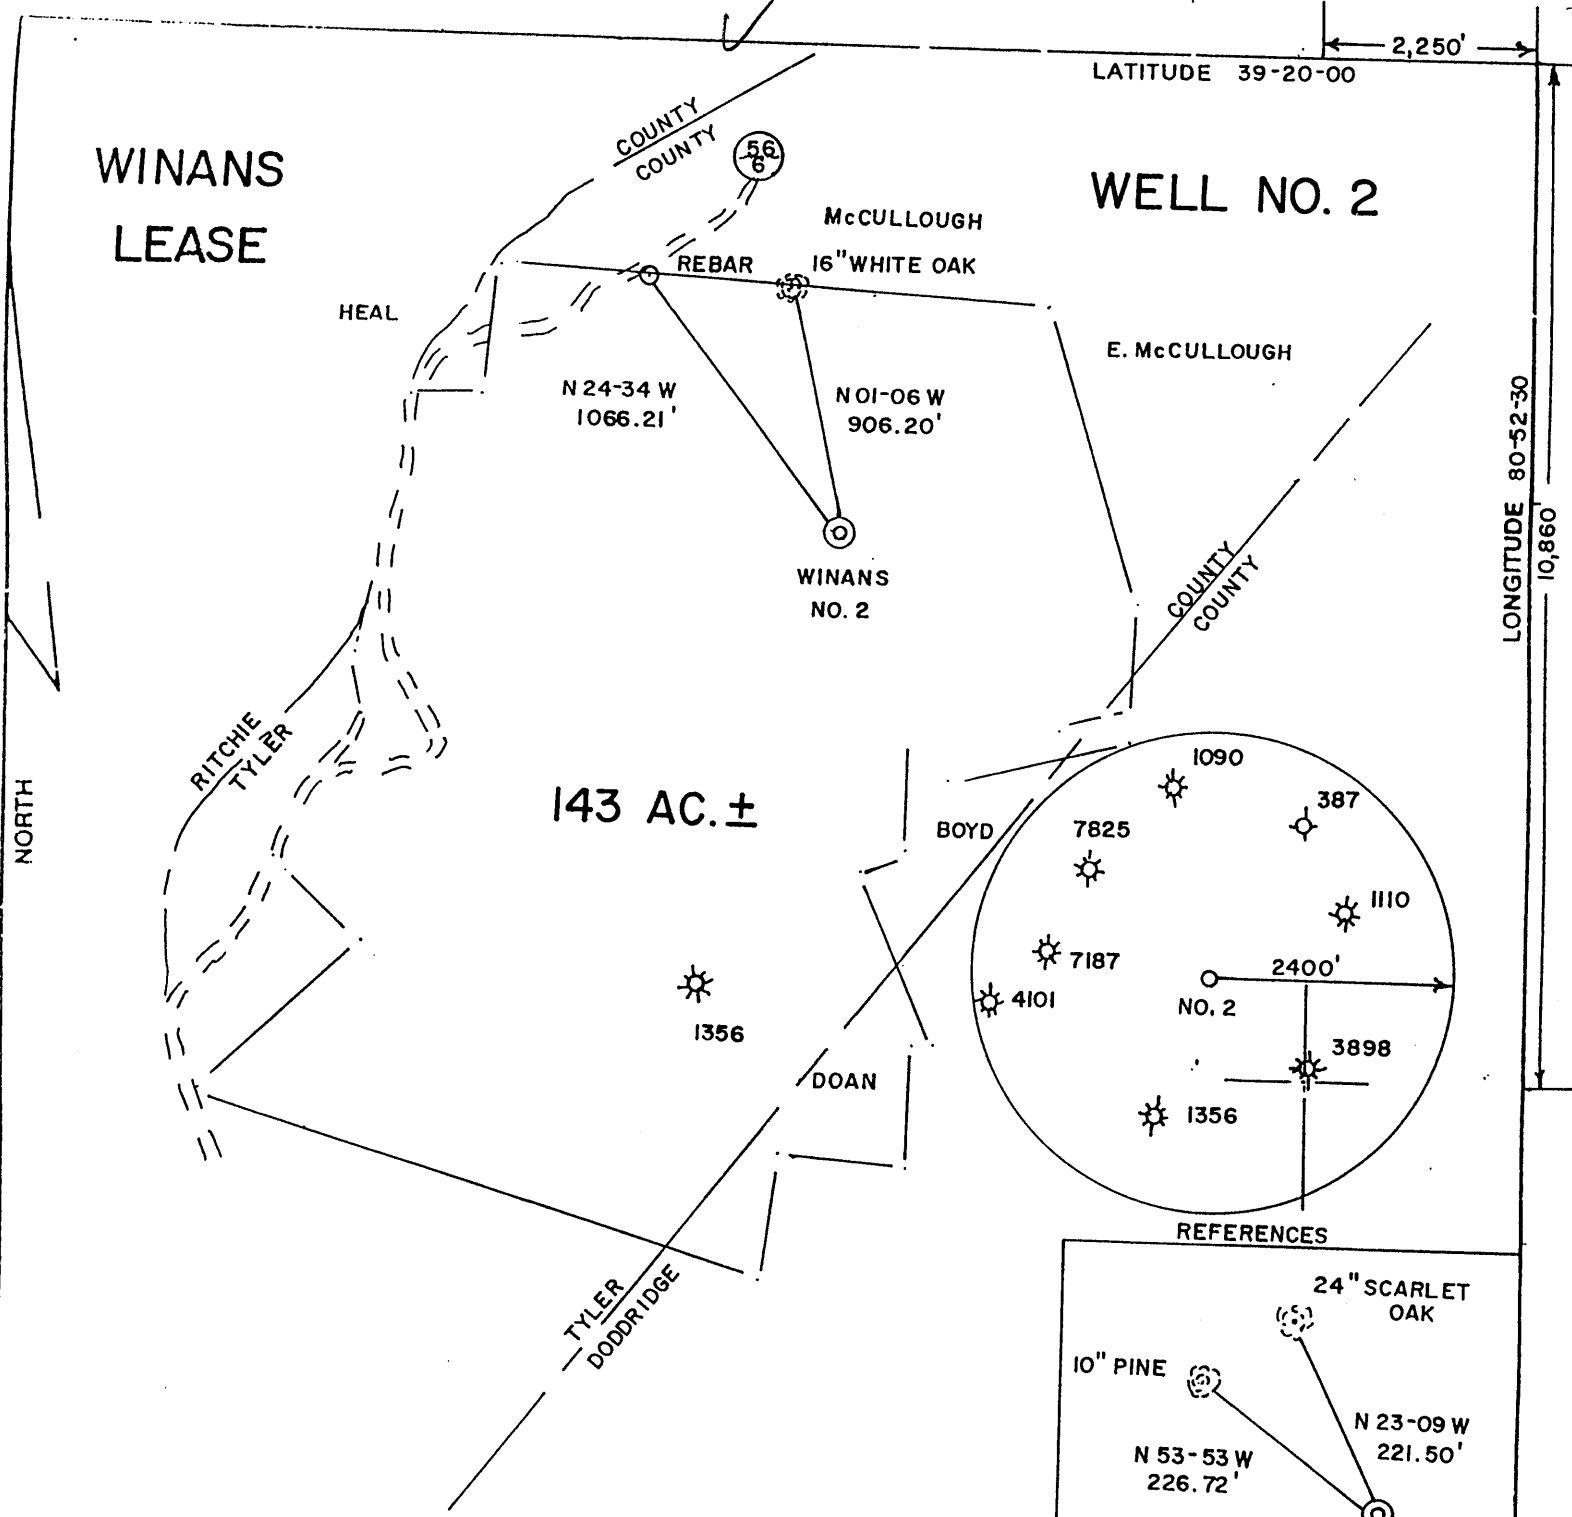 2,250'
LATITUDE 39-20-00
WINANS
LEASE
COUNTY
COUNTY
56
6
WELL NO. 2
McCULLOUGH
REBAR
16" WHITE OAK
HEAL
E. McCULLOUGH
N 24-34 W
1066.21'
N 01-06 W
906.20'
LONGITUDE 80-52-30
10,860'
WINANS
NO. 2
COUNTY
COUNTY
RITCHIE
TYLER
NORTH
143 AC. ±
BOYD
1090
387
7825
1110
7187
2400'
4101
NO. 2
1356
3898
DOAN
1356
REFERENCES
TYLER
DODDRIDGE
24" SCARLET
OAK
10" PINE
N 23-09 W
221.50'
N 53-53 W
226.72'